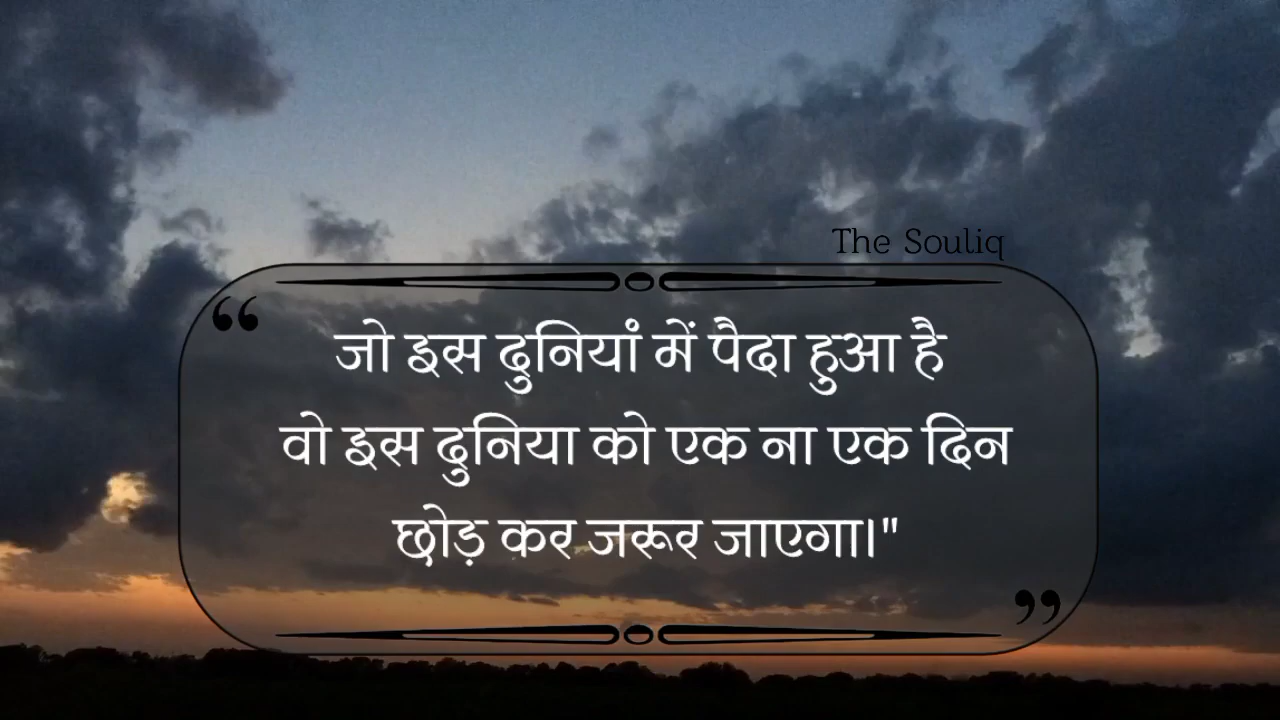 The Souliq
“
जो इस दुनियां में पैदा हुआ है
वो इस दुनिया को एक ना एक दिन
छोड़ कर जरूर जाएगा।"
”